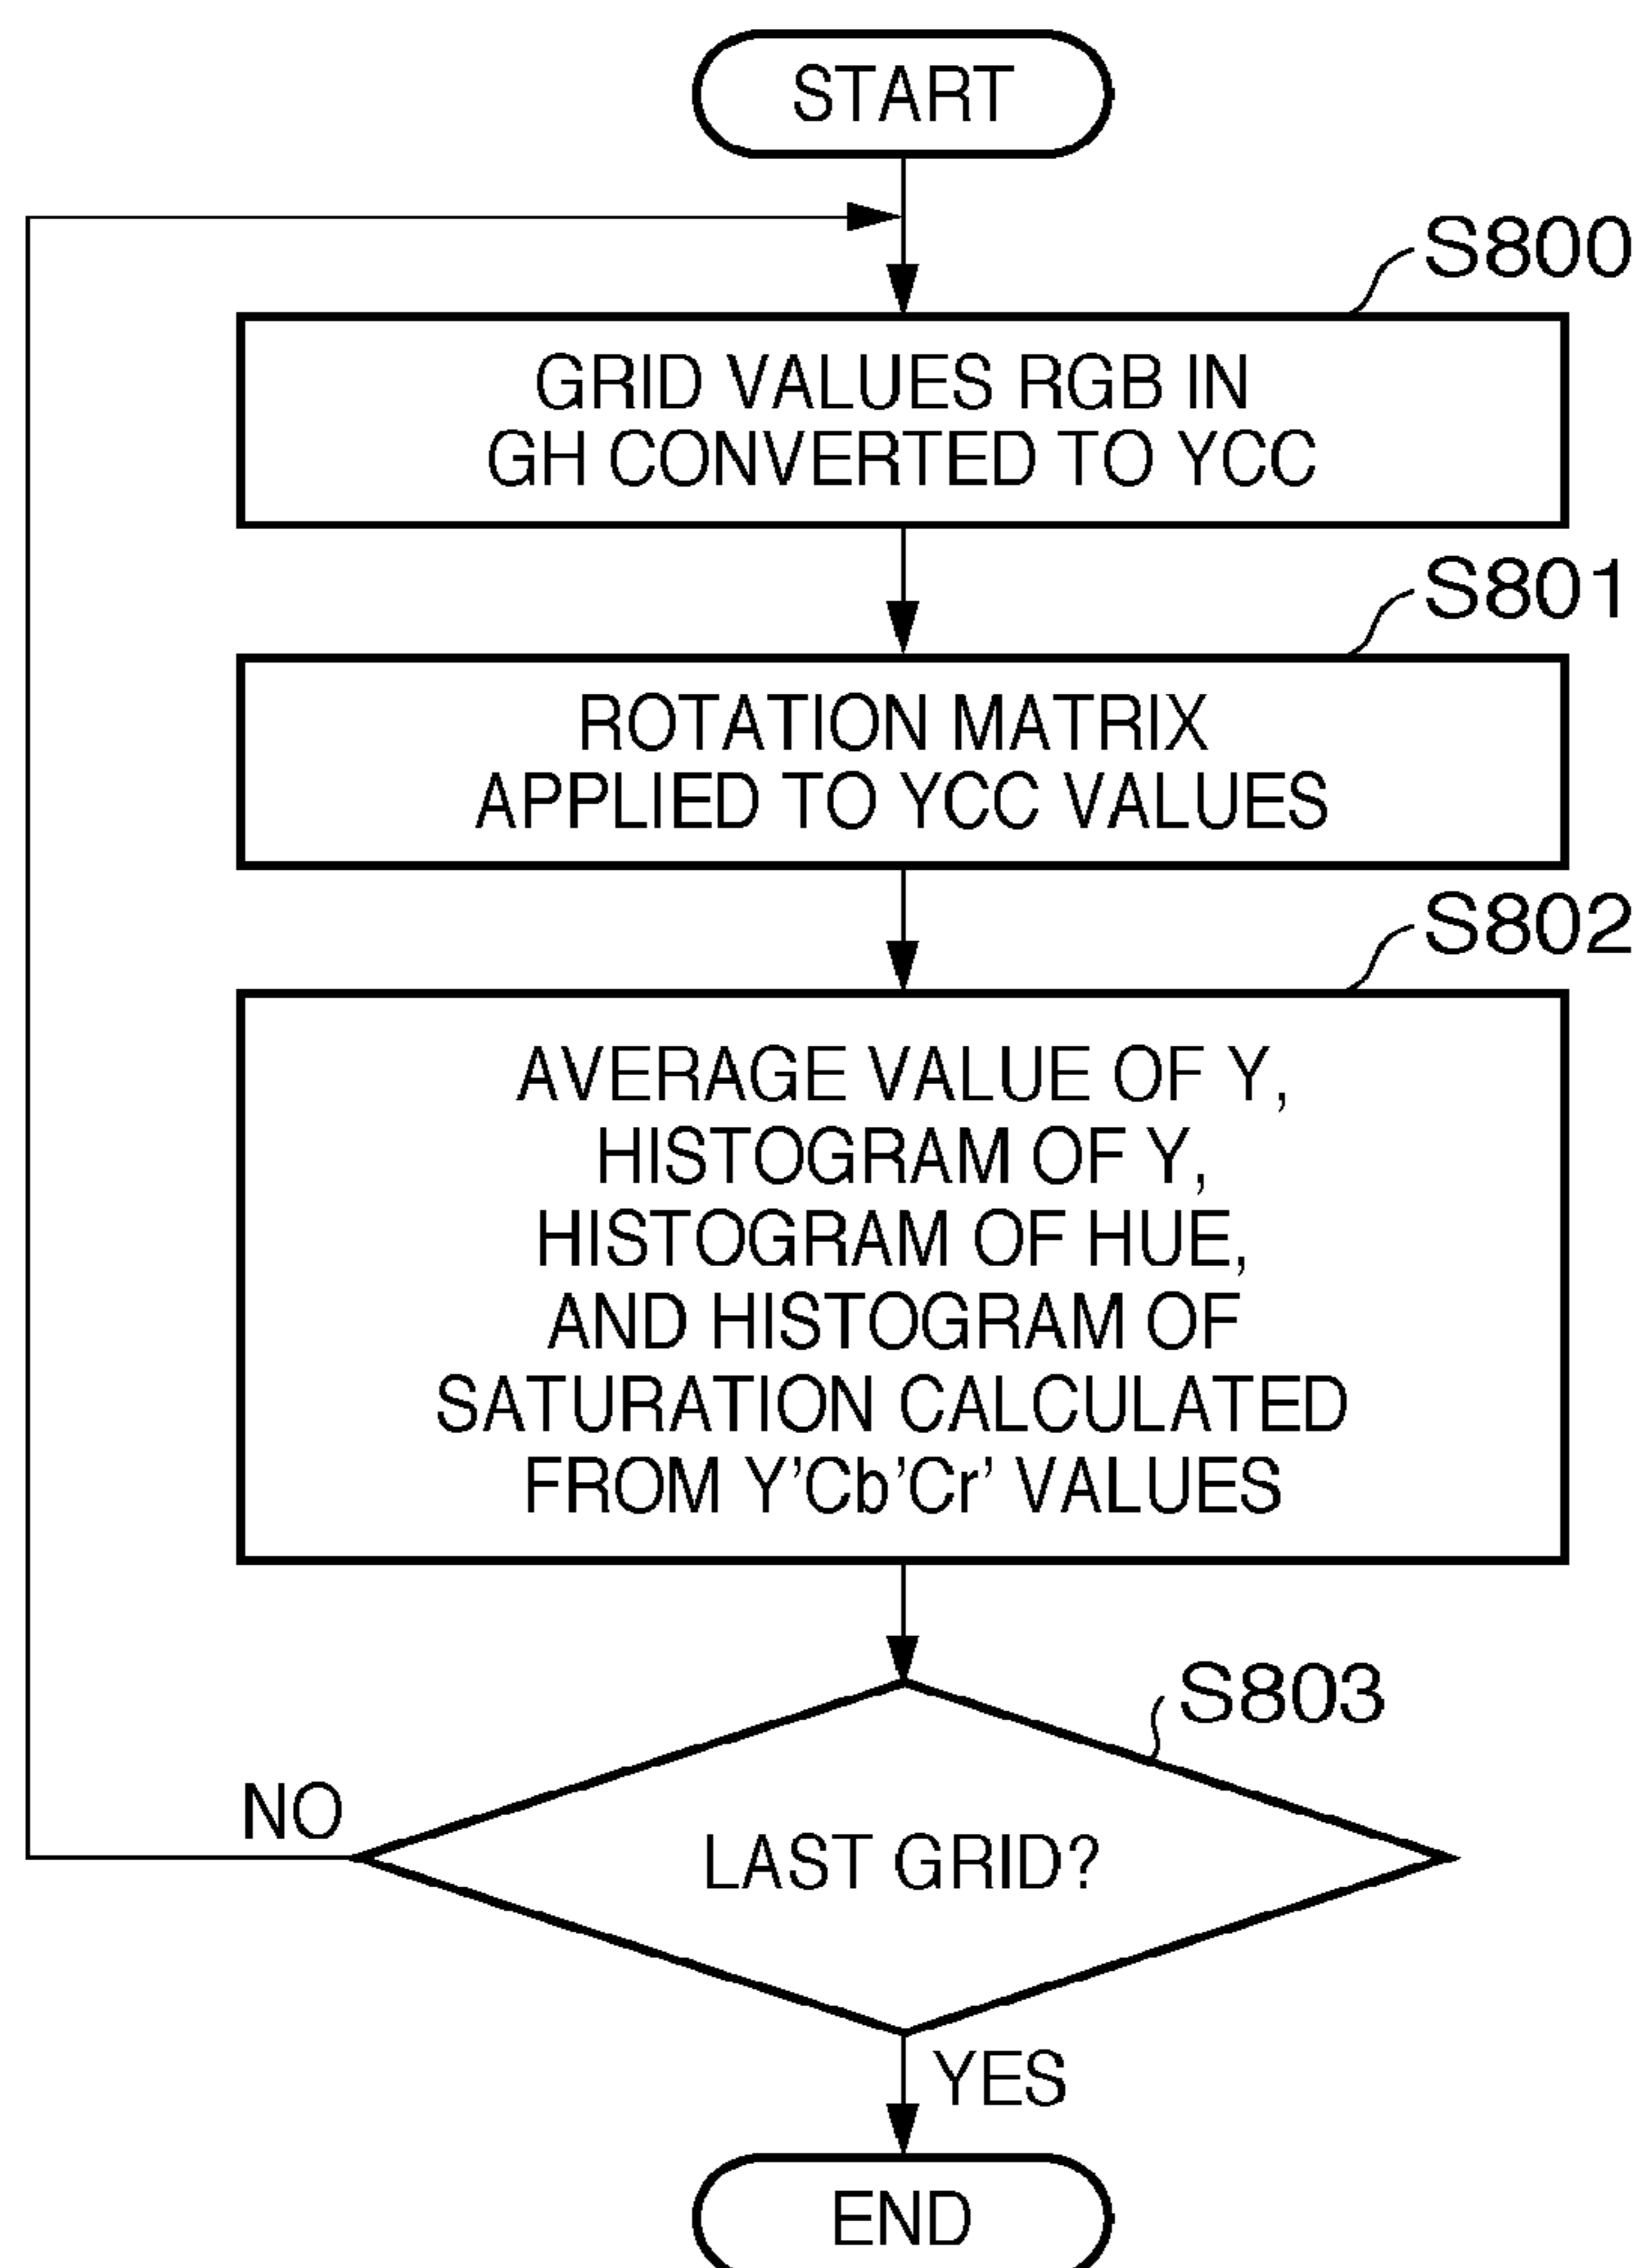 START
S800
GRID VALUES RGB IN
GH CONVERTED TO YCC
S801
ROTATION MATRIX
APPLIED TO YCC VALUES
S802
AVERAGE VALUE OF Y,
HISTOGRAM OF Y,
HISTOGRAM OF HUE,
AND HISTOGRAM OF
SATURATION CALCULATED
FROM Y'Cb'Cr' VALUES
S803
NO
LAST GRID?
YES
END